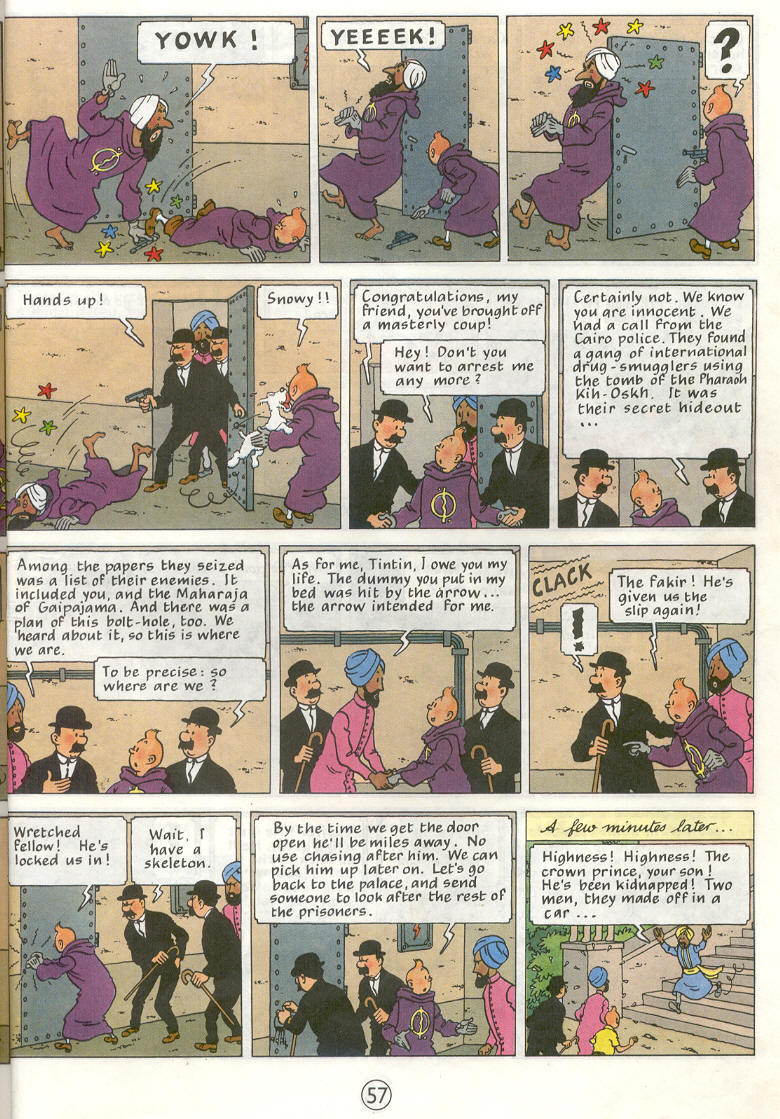 YOWK !
YEEEEK!
?
Hands up!
Snowy!!
Congratulations, my
friend, you've brought off
a masterly coup!
Hey! Don't you
want to arrest me
any more?
Certainly not. We know
you are innocent. We
had a call from the
Cairo police. They found
a gang of international
drug-smugglers using
the tomb of the Pharaoh
Kih-Oskh. It was
their secret hideout
...
Among the papers they seized
was a list of their enemies. It
included you, and the Maharaja
of Gaipajama. And there was a
plan of this bolt-hole, too. We
heard about it, so this is where
we are.
To be precise: so
where are we?
As for me, Tintin, I owe you my
life. The dummy you put in my
bed was hit by the arrow...
the arrow intended for me.
CLACK
!
The fakir! He's
given us the
slip again!
Wretched
fellow! He's
locked us in!
Wait, I
have a
skeleton.
By the time we get the door
open he'll be miles away. No
use chasing after him. We can
pick him up later on. Let's go
back to the palace, and send
someone to look after the rest of
the prisoners.
A few minutes later...
Highness! Highness! The
crown prince, your son!
He's been kidnapped! Two
men, they made off in a
car ...
57